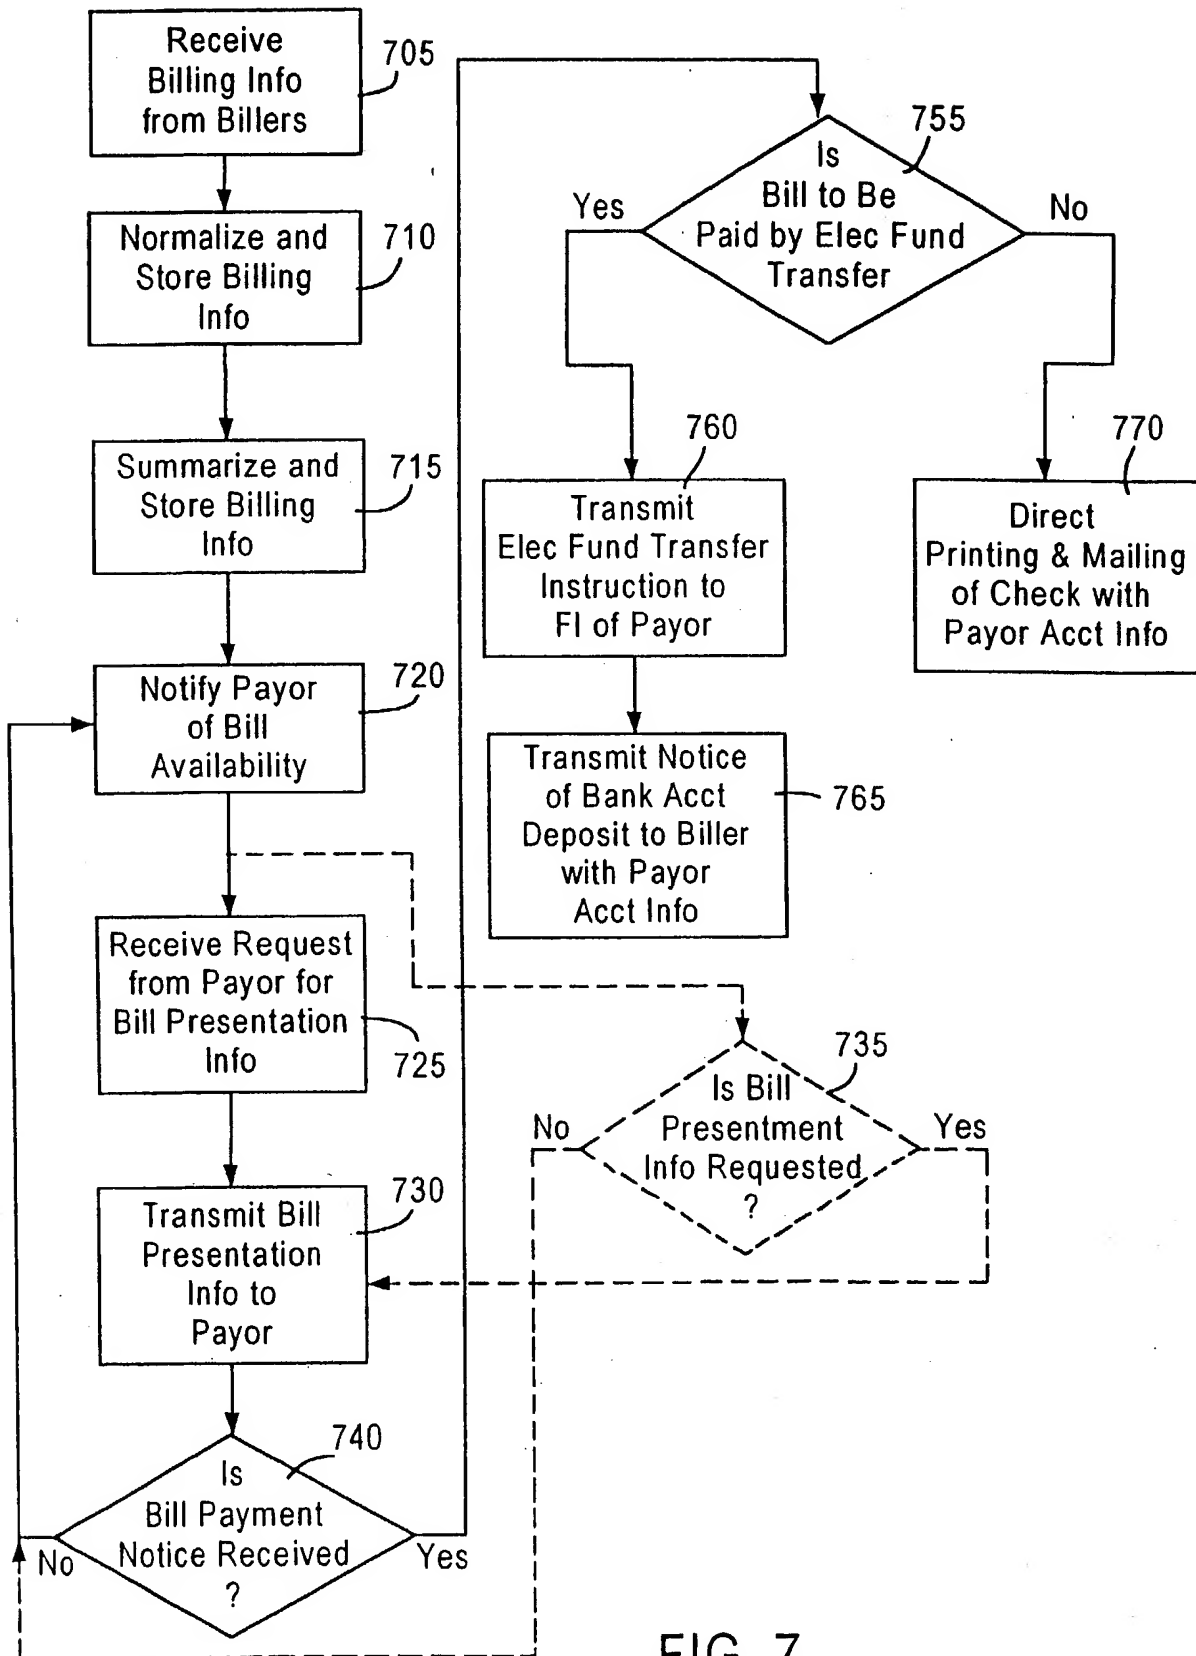 Receive
Billing Info
from Billers
705
Normalize and
Store Billing
Info
710
Summarize and
Store Billing
Info
715
Notify Payor
of Bill
Availability
720
Receive Request
from Payor for
Bill Presentation
Info
725
Transmit Bill
Presentation
Info to
Payor
730
Is
Bill Payment
Notice Received
?
740
No
Yes
Is
Bill to Be
Paid by Elec Fund
Transfer
755
Yes
No
Transmit
Elec Fund Transfer
Instruction to
FI of Payor
760
Direct
Printing & Mailing
of Check with
Payor Acct Info
770
Transmit Notice
of Bank Acct
Deposit to Biller
with Payor
Acct Info
765
Is Bill
Presentment
Info Requested
?
735
No
Yes
FIG. 7